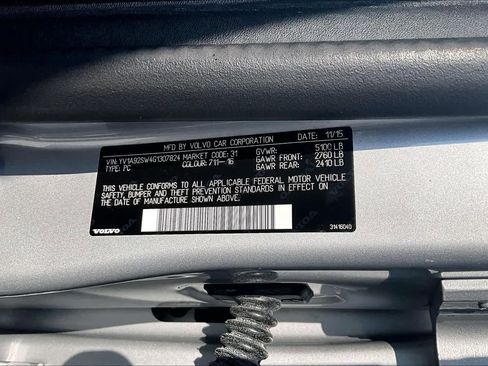 MFD BY VOLVO CAR CORPORATION DATE: 11/15
VIN: YV1A92SW4G1307824 MARKET CODE: 31 GVWR: 5100 LB
TYPE: PC COLOUR: 711-16 GAWR FRONT: 2760 LB
GAWR REAR: 2410 LB
THIS VEHICLE CONFORMS TO ALL APPLICABLE FEDERAL MOTOR VEHICLE
SAFETY, BUMPER AND THEFT PREVENTION STANDARDS IN EFFECT ON
THE DATE OF MANUFACTURE SHOWN ABOVE.
VOLVO 31416040